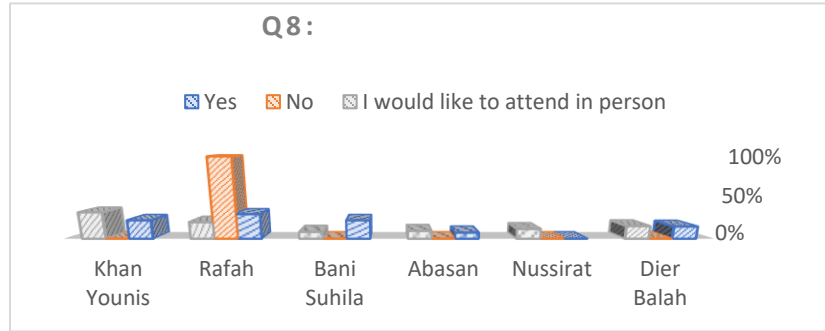 Q8:
Yes No I would like to attend in person
100%
50%
0%
Khan Younis
Rafah
Bani Suhila
Abasan
Nussirat
Dier Balah